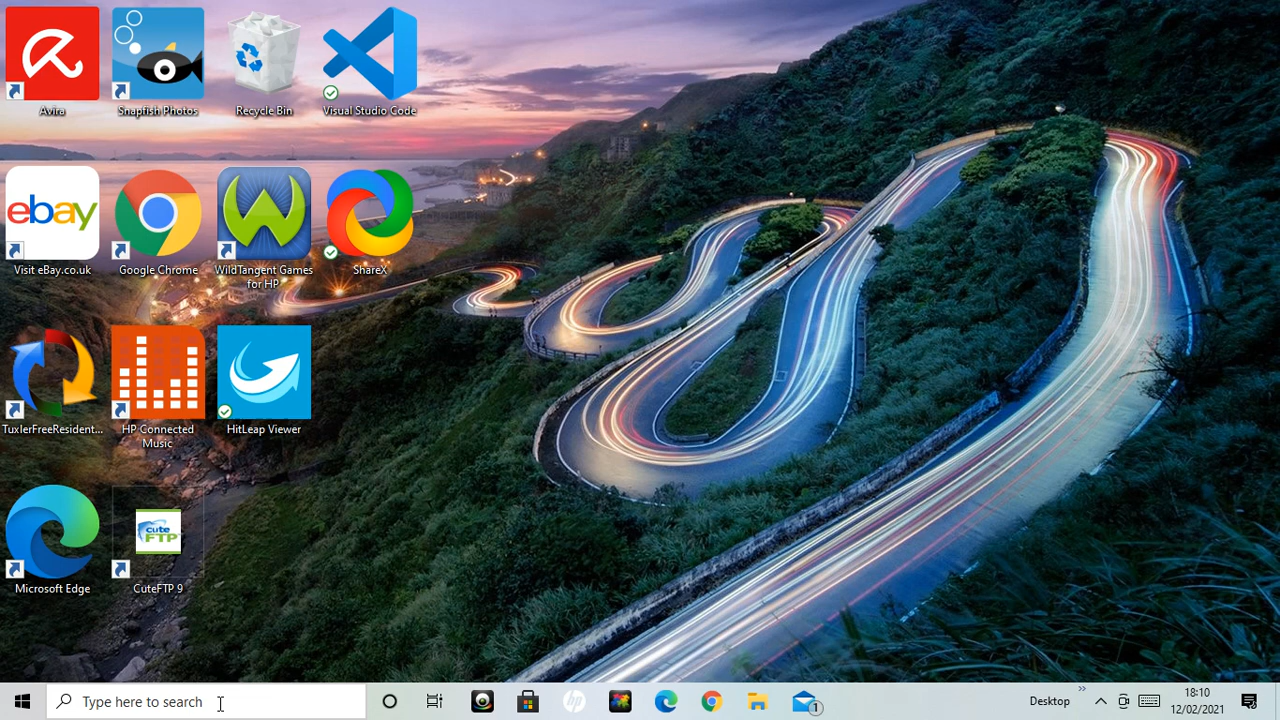 Avira
Snapfish Photos
Recycle Bin
Visual Studio Code
ebay
Visit eBay.co.uk
Google Chrome
WildTangent Games
for HP
ShareX
TuxlerFreeResident...
HP Connected
Music
HitLeap Viewer
Microsoft Edge
cute
FTP
CuteFTP 9
Type here to search
hp
1
Desktop
18:10
12/02/2021